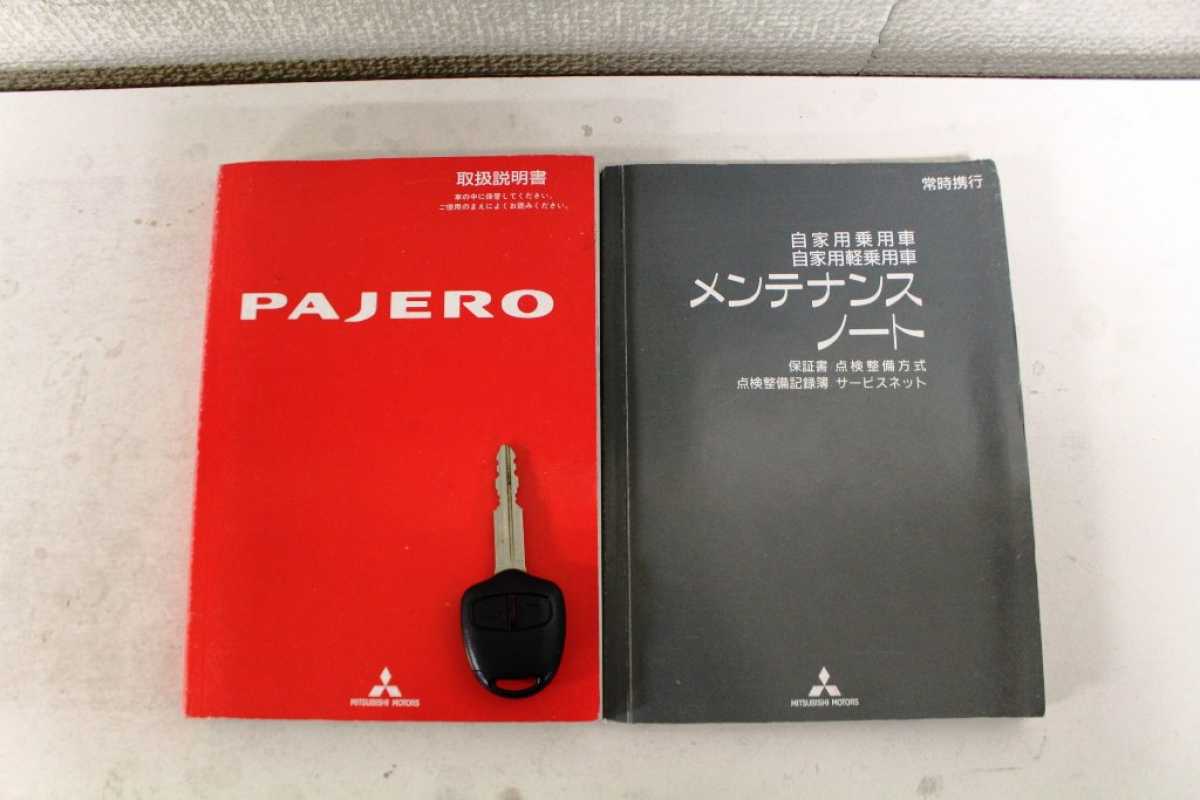 取扱説明書
車の中に保管してください。
ご使用のまえによくお読みください。
PAJERO
MITSUBISHI MOTORS
常時携行
自家用乗用車
自家用軽乗用車
メンテナンス
ノート
保証書 点検整備方式
点検整備記録簿 サービスネット
MITSUBISHI MOTORS